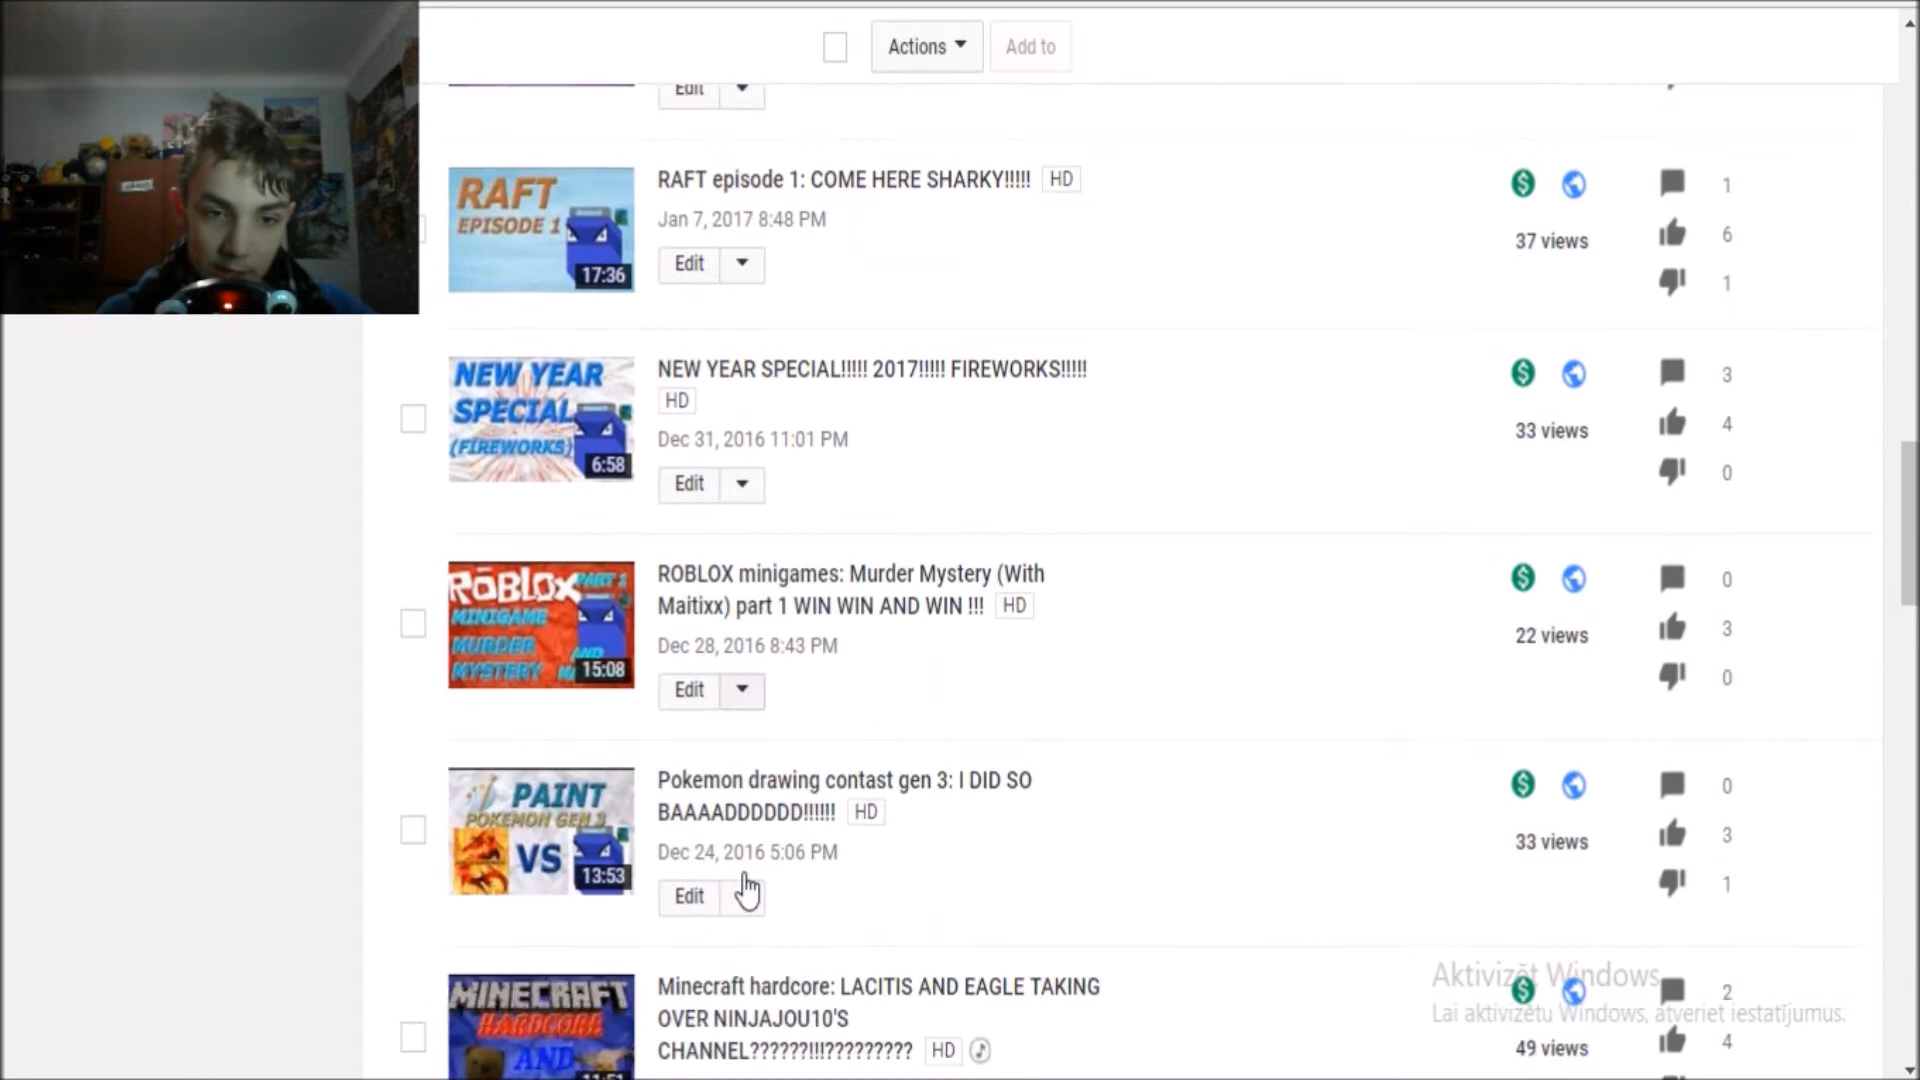 Actions
Add to
Edit
RAFT
EPISODE 1
17:36
RAFT episode 1: COME HERE SHARKY!!!!!
HD
Jan 7, 2017 8:48 PM
Edit
37 views
1
6
1
NEW YEAR
SPECIAL
(FIREWORKS)
6:58
NEW YEAR SPECIAL!!!!! 2017!!!!! FIREWORKS!!!!!
HD
Dec 31, 2016 11:01 PM
Edit
33 views
3
4
0
ROBLOX PART 1
MINIGAME
MURDER
MYSTERY
AND
15:08
ROBLOX minigames: Murder Mystery (With
Maitixx) part 1 WIN WIN AND WIN !!!
HD
Dec 28, 2016 8:43 PM
Edit
22 views
0
3
0
PAINT
POKEMON GEN 3
VS
13:53
Pokemon drawing contast gen 3: I DID SO
BAAAADDDDDD!!!!!!
HD
Dec 24, 2016 5:06 PM
Edit
33 views
0
3
1
MINECRAFT
HARDCORE
AND
11:51
Minecraft hardcore: LACITIS AND EAGLE TAKING
OVER NINJAJOU10'S
CHANNEL??????!!!?????????
HD
49 views
2
4
Aktivizēt Windows
Lai aktivizētu Windows, atveriet iestatījumus.